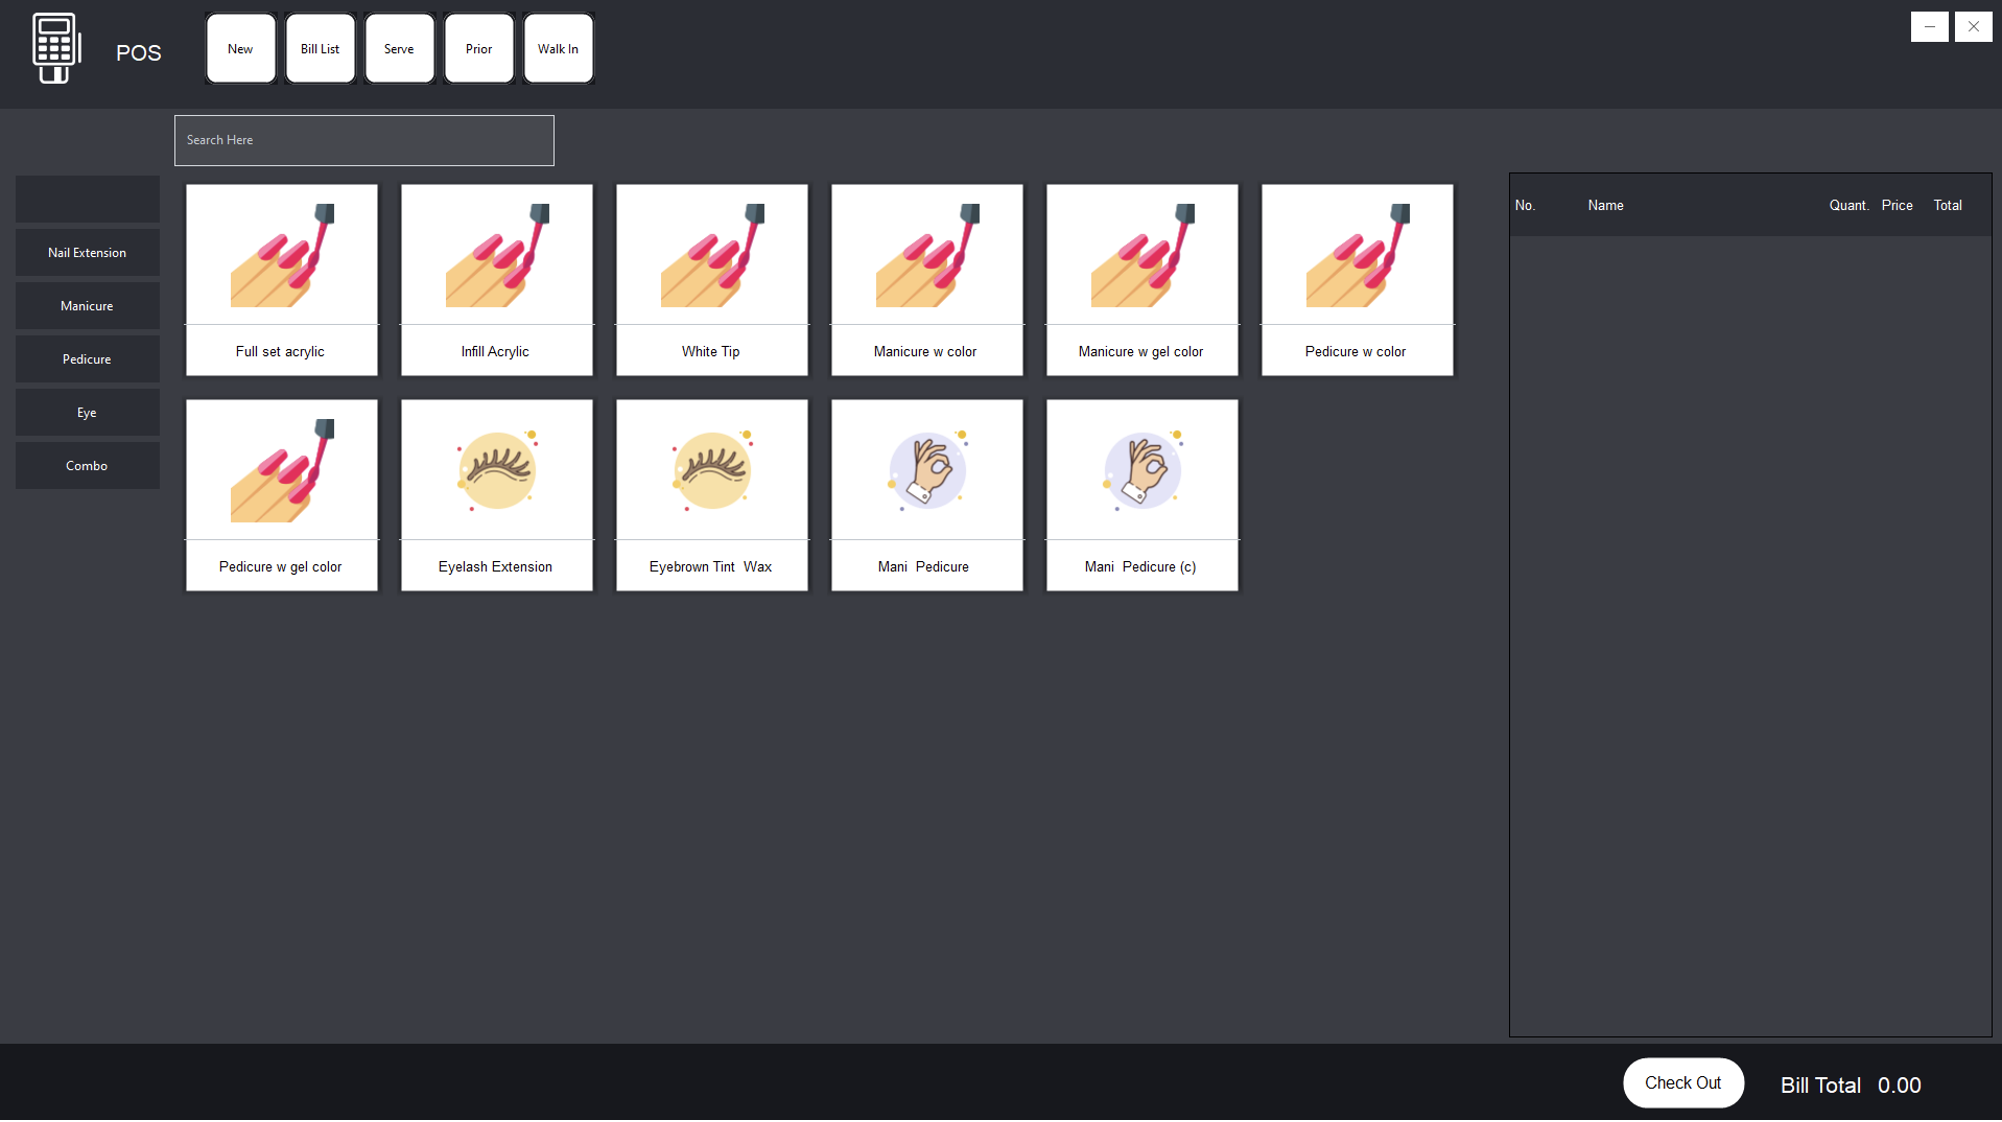 POS
New
Bill List
Serve
Prior
Walk In
Search Here
Nail Extension
Manicure
Pedicure
Eye
Combo
Full set acrylic
Infill Acrylic
White Tip
Manicure w color
Manicure w gel color
Pedicure w color
Pedicure w gel color
Eyelash Extension
Eyebrown Tint  Wax
Mani  Pedicure
Mani  Pedicure (c)
No. Name Quant. Price Total
Check Out
Bill Total 0.00